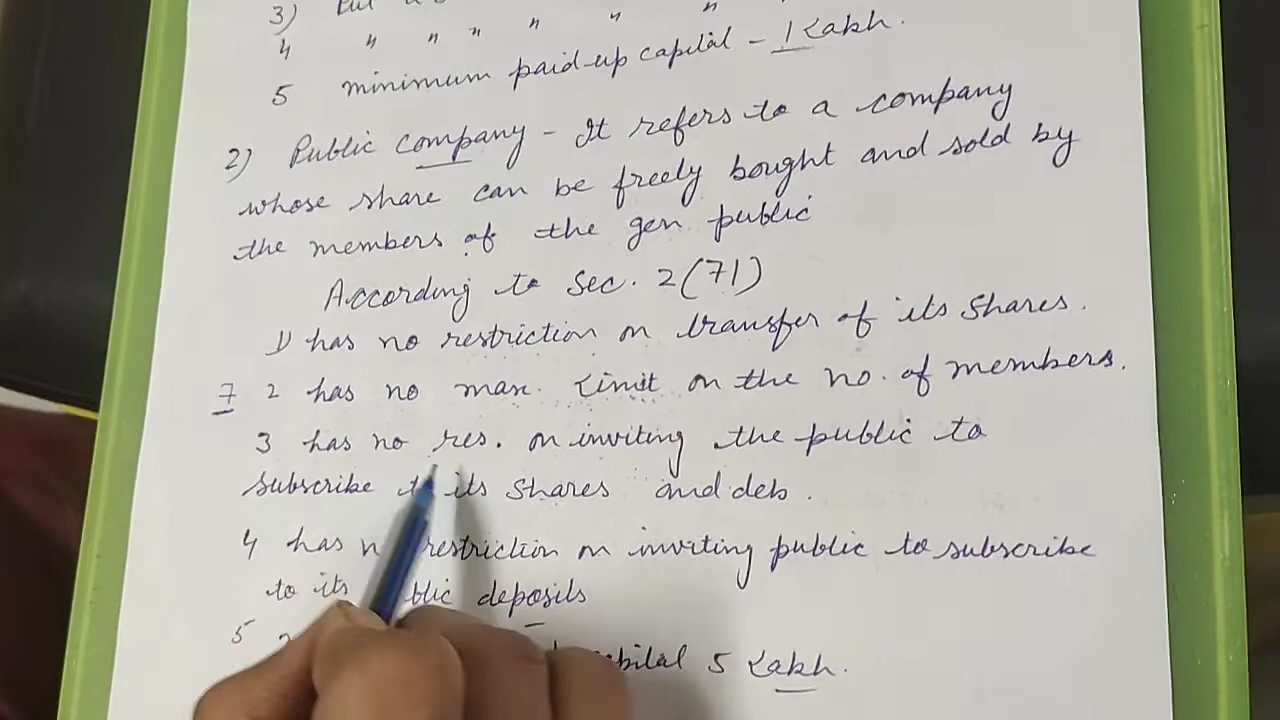 3)
4 " " " " " "
5 minimum paid-up capital - 1 Lakh.
2) Public company - It refers to a company
whose share can be freely bought and sold by
the members of the gen public
According to Sec. 2(71)
1) has no restriction on transfer of its Shares.
7 2 has no max. Limit on the no. of members.
3 has no res. on inviting the public to
subscribe its Shares and deb.
4 has restriction on inviting public to subscribe
to its deposits
5 5 Lakh.